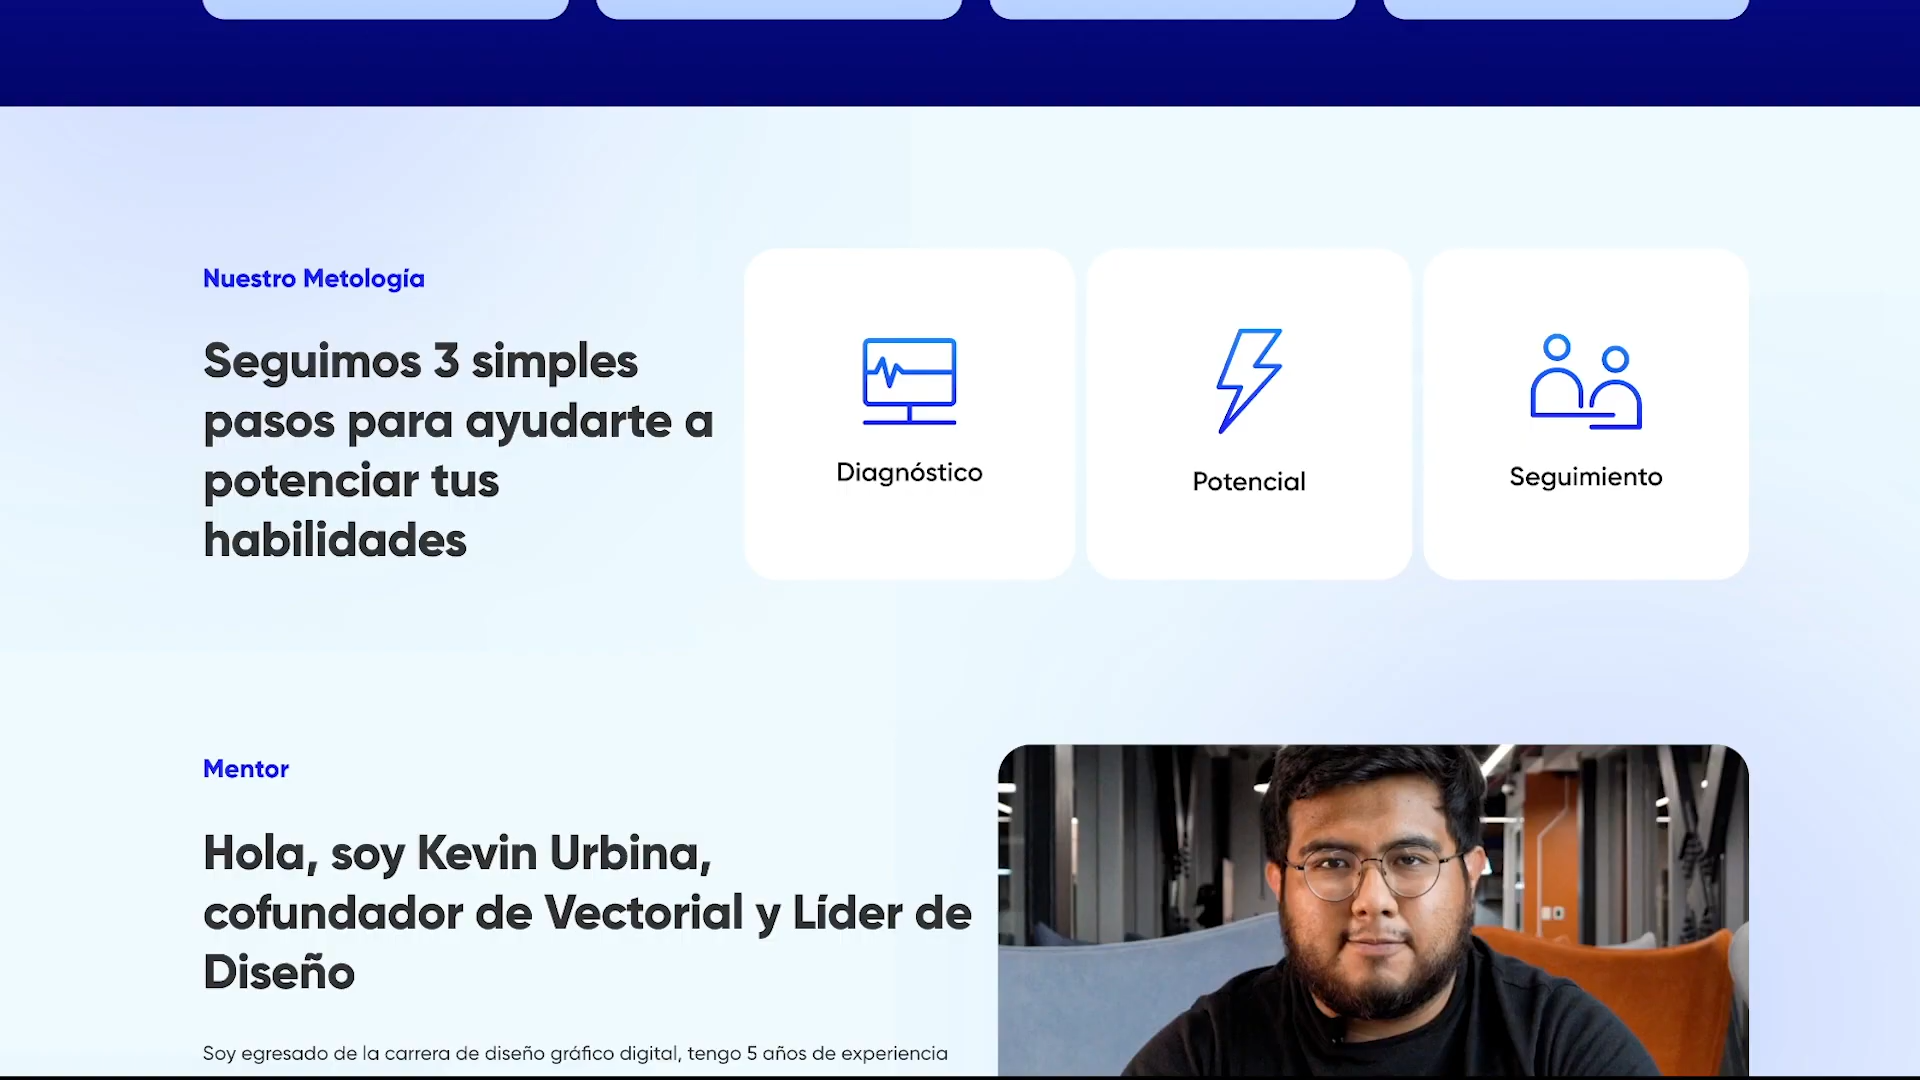 Nuestro Metología
Seguimos 3 simples
pasos para ayudarte a
potenciar tus
habilidades
Diagnóstico
Potencial
Seguimiento
Mentor
Hola, soy Kevin Urbina,
cofundador de Vectorial y Líder de
Diseño
Soy egresado de la carrera de diseño gráfico digital, tengo 5 años de experiencia